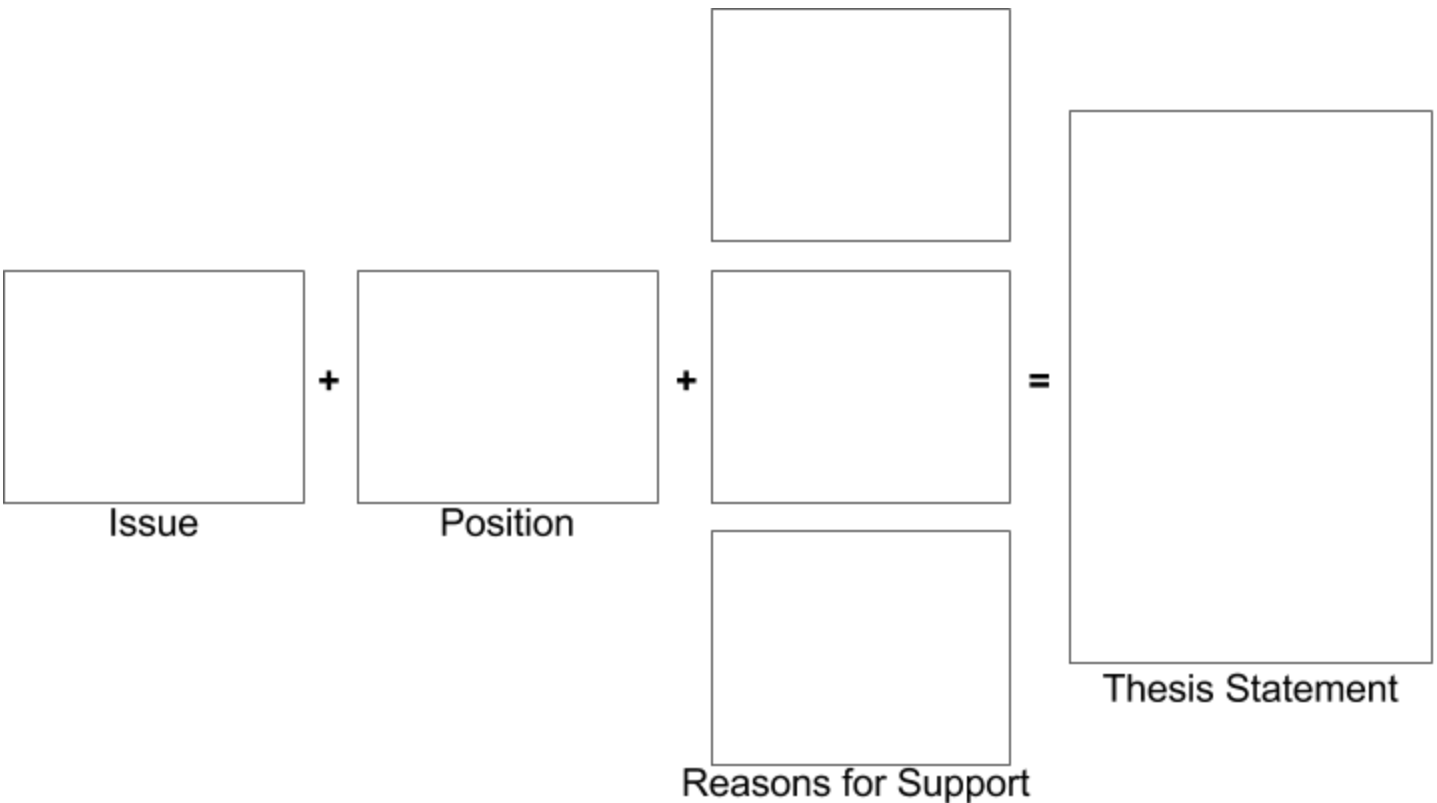 +
+
=
Issue
Position
Thesis Statement
Reasons for Support